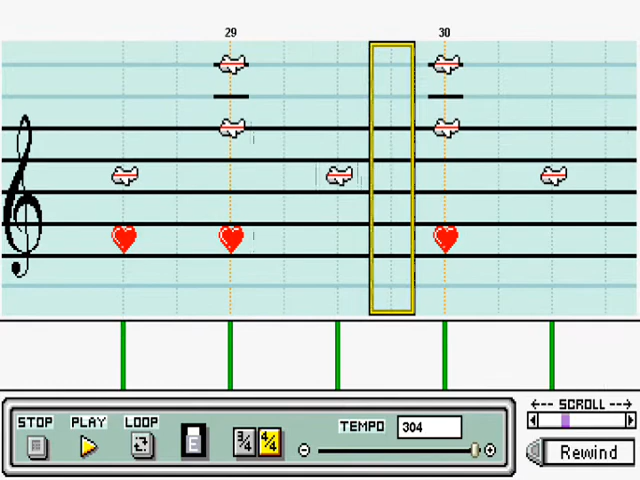 29 30
←-- SCROLL --→
STOP PLAY LOOP TEMPO 304
3/4 4/4
E
Rewind